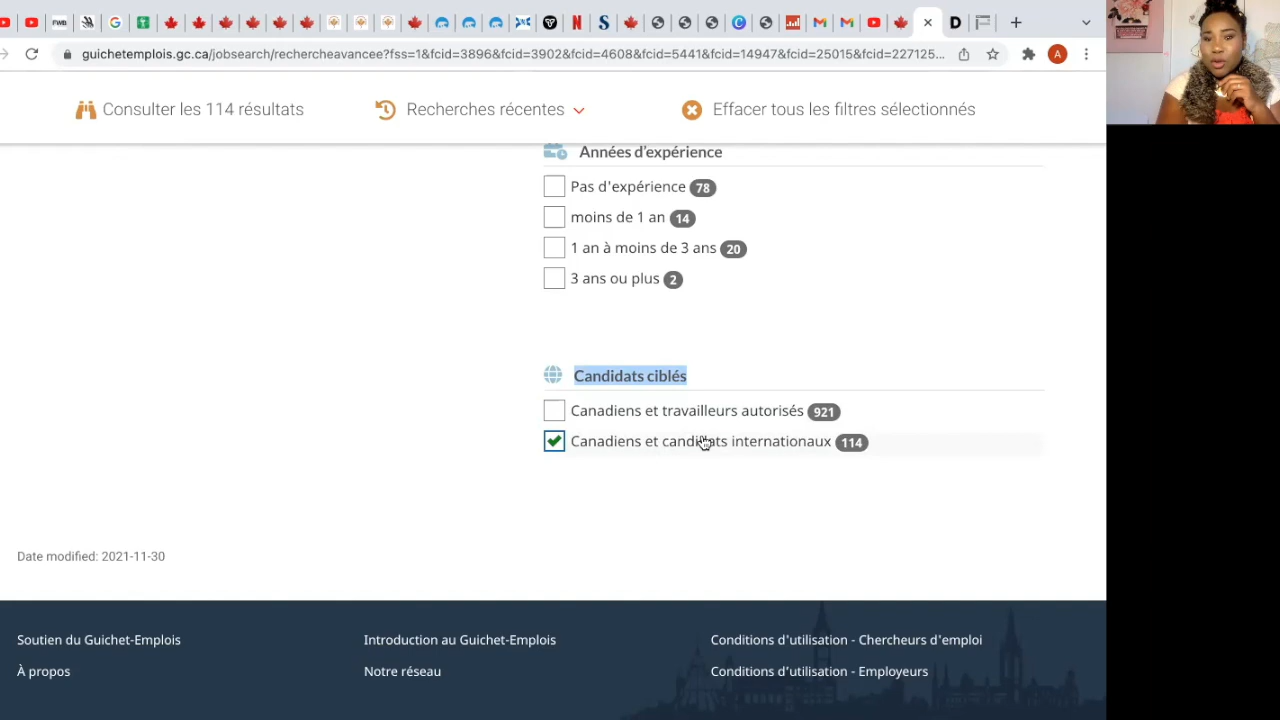 FWB
guichetemplois.gc.ca/jobsearch/rechercheavancee?fss=1&fcid=3896&fcid=3902&fcid=4608&fcid=5441&fcid=14947&fcid=25015&fcid=227125...
A
Consulter les 114 résultats
Recherches récentes
Effacer tous les filtres sélectionnés
Années d'expérience
Pas d'expérience 78
moins de 1 an 14
1 an à moins de 3 ans 20
3 ans ou plus 2
Candidats ciblés
Canadiens et travailleurs autorisés 921
Canadiens et candidats internationaux 114
Date modified: 2021-11-30
Soutien du Guichet-Emplois
Introduction au Guichet-Emplois
Conditions d'utilisation - Chercheurs d'emploi
À propos
Notre réseau
Conditions d'utilisation - Employeurs